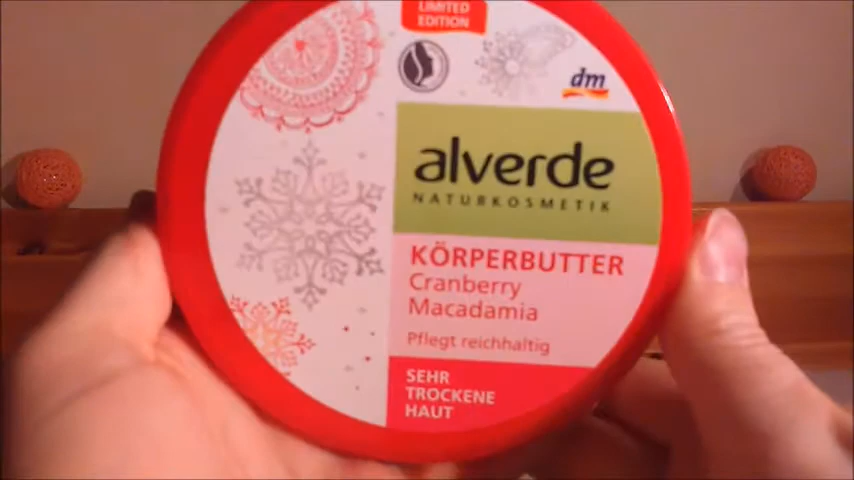 LIMITED
EDITION
dm
alverde
NATURKOSMETIK
KÖRPERBUTTER
Cranberry
Macadamia
Pflegt reichhaltig
SEHR
TROCKENE
HAUT